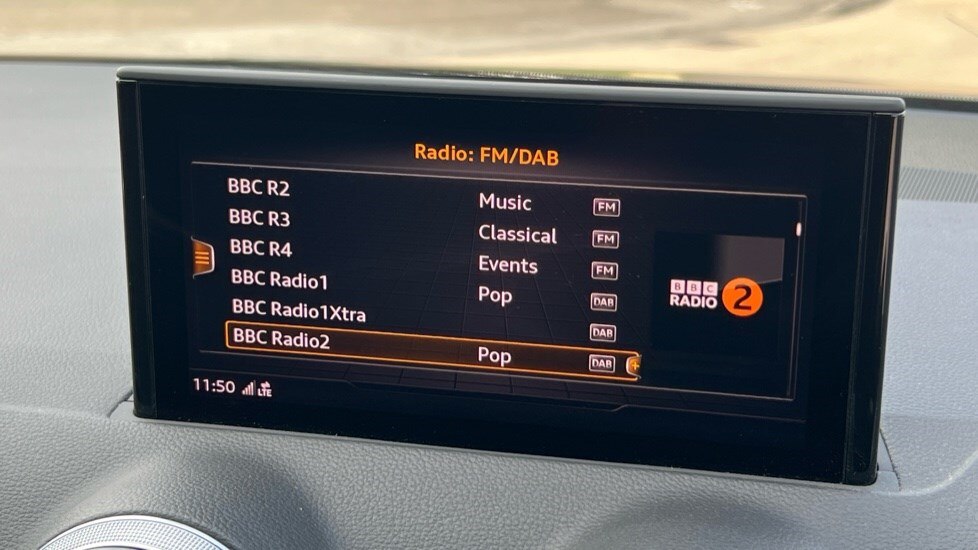 Radio: FM/DAB
BBC R2 Music FM
BBC R3 Classical FM
BBC R4 Events FM
BBC Radio1 Pop DAB
BBC Radio1Xtra DAB
BBC Radio2 Pop DAB
BBC
RADIO 2
11:50 LTE